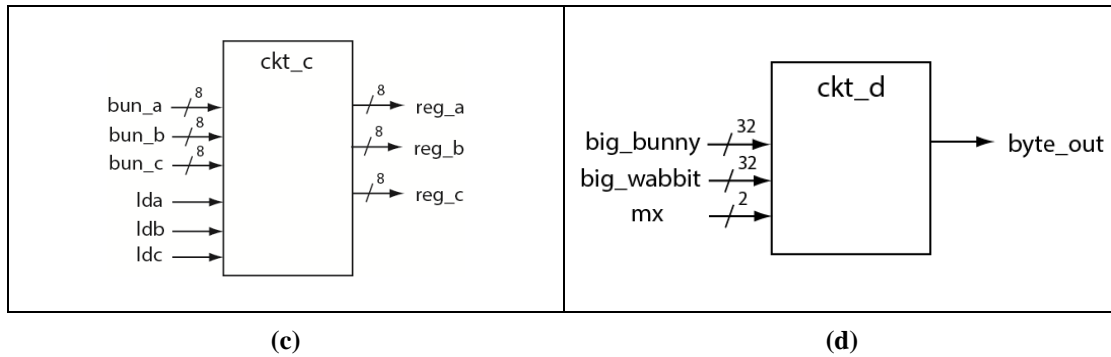 ckt_c
bun_a 8
bun_b 8
bun_c 8
lda
ldb
ldc
8 reg_a
8 reg_b
8 reg_c
ckt_d
big_bunny 32
big_wabbit 32
mx 2
byte_out
(c)
(d)